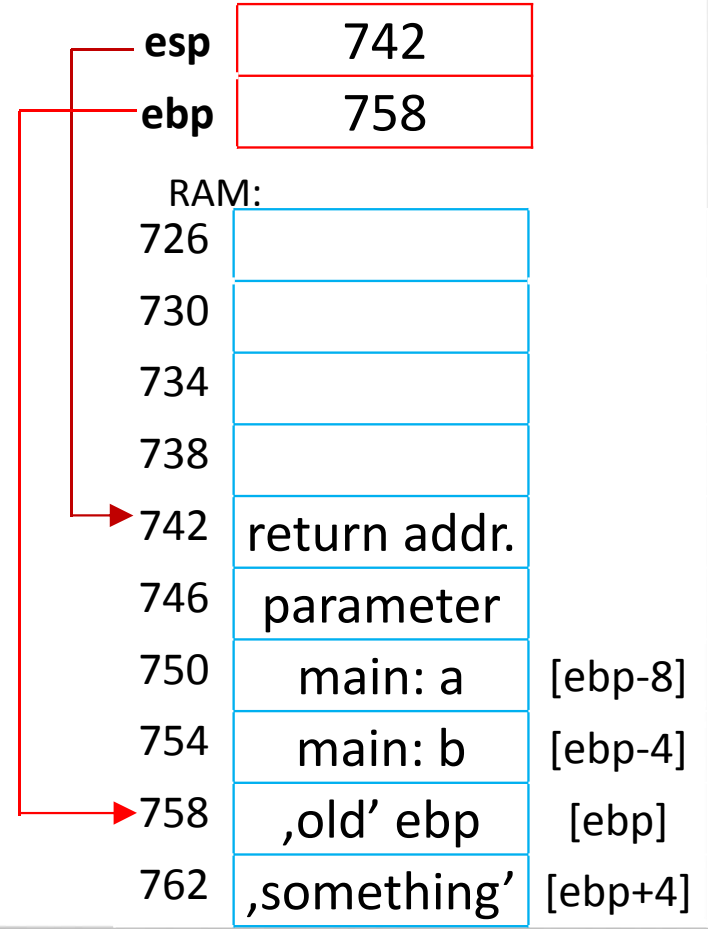 esp 742
ebp 758
RAM:
726
730
734
738
742 return addr.
746 parameter
750 main: a [ebp-8]
754 main: b [ebp-4]
758 ‚old’ ebp [ebp]
762 ‚something’ [ebp+4]